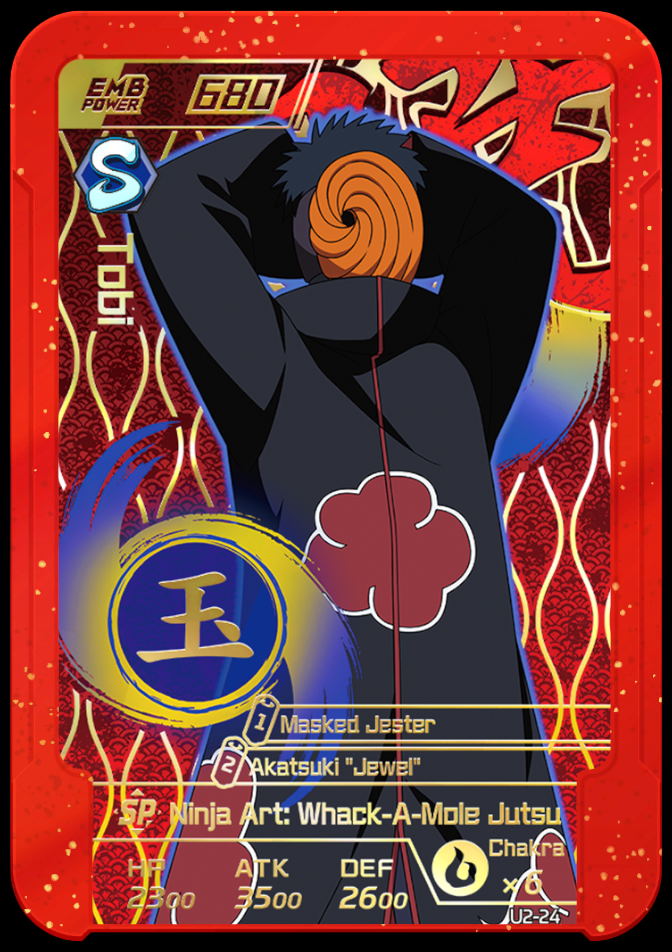 EMB POWER 680
S
Tobi
玉
1 Masked Jester
2 Akatsuki "Jewel"
SP Ninja Art: Whack-A-Mole Jutsu
HP ATK DEF Chakra
2300 3500 2600 ×6
U2-24